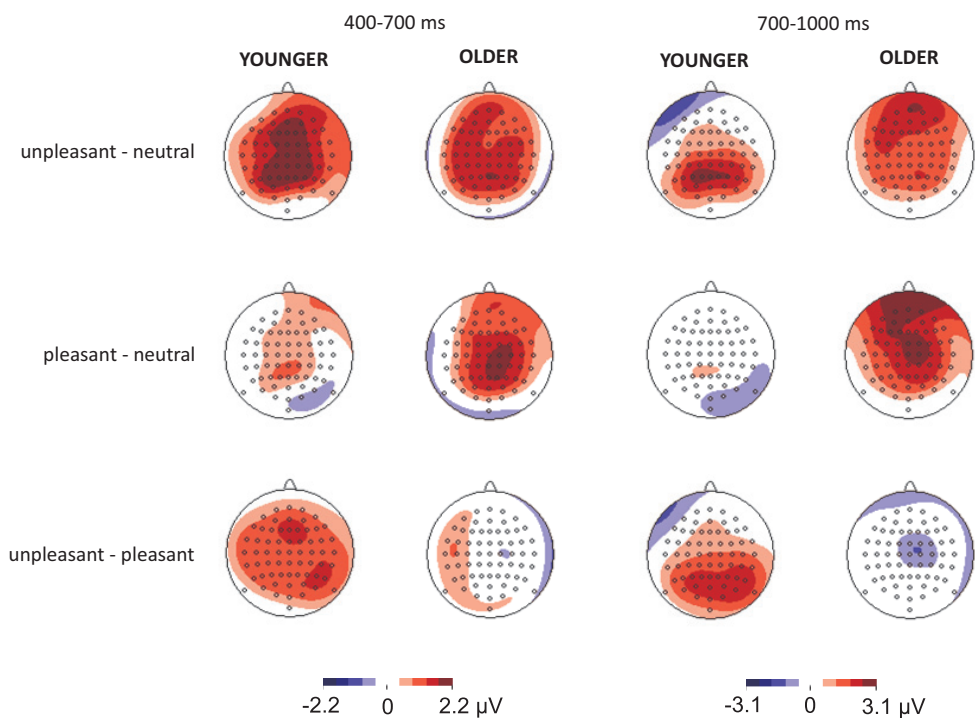 400-700 ms 700-1000 ms
YOUNGER OLDER YOUNGER OLDER
unpleasant - neutral
pleasant - neutral
unpleasant - pleasant
-2.2 0 2.2 µV -3.1 0 3.1 µV